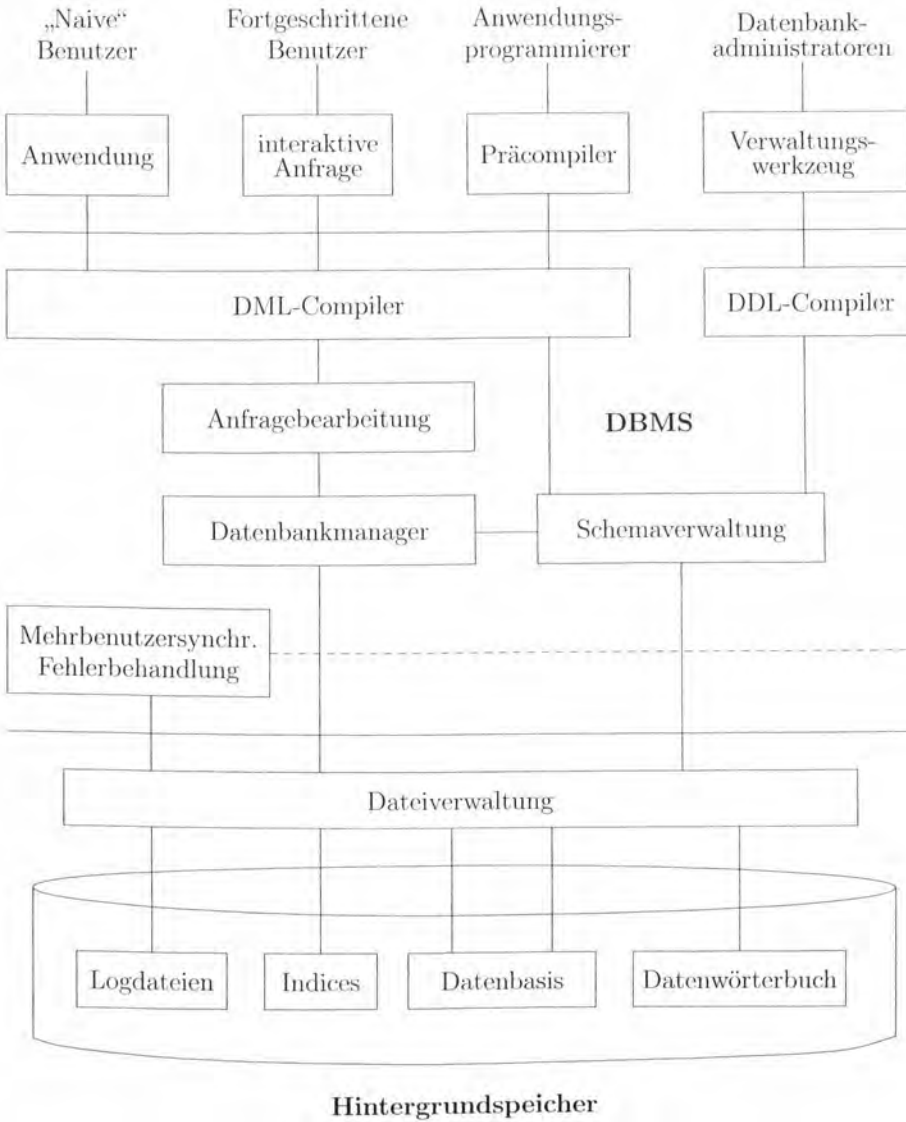 „Naive“
Benutzer
Fortgeschrittene
Benutzer
Anwendungs-
programmierer
Datenbank-
administratoren
Anwendung
interaktive
Anfrage
Präcompiler
Verwaltungs-
werkzeug
DML-Compiler
DDL-Compiler
Anfragebearbeitung
DBMS
Datenbankmanager
Schemaverwaltung
Mehrbenutzersynchr.
Fehlerbehandlung
Dateiverwaltung
Logdateien
Indices
Datenbasis
Datenwörterbuch
Hintergrundspeicher